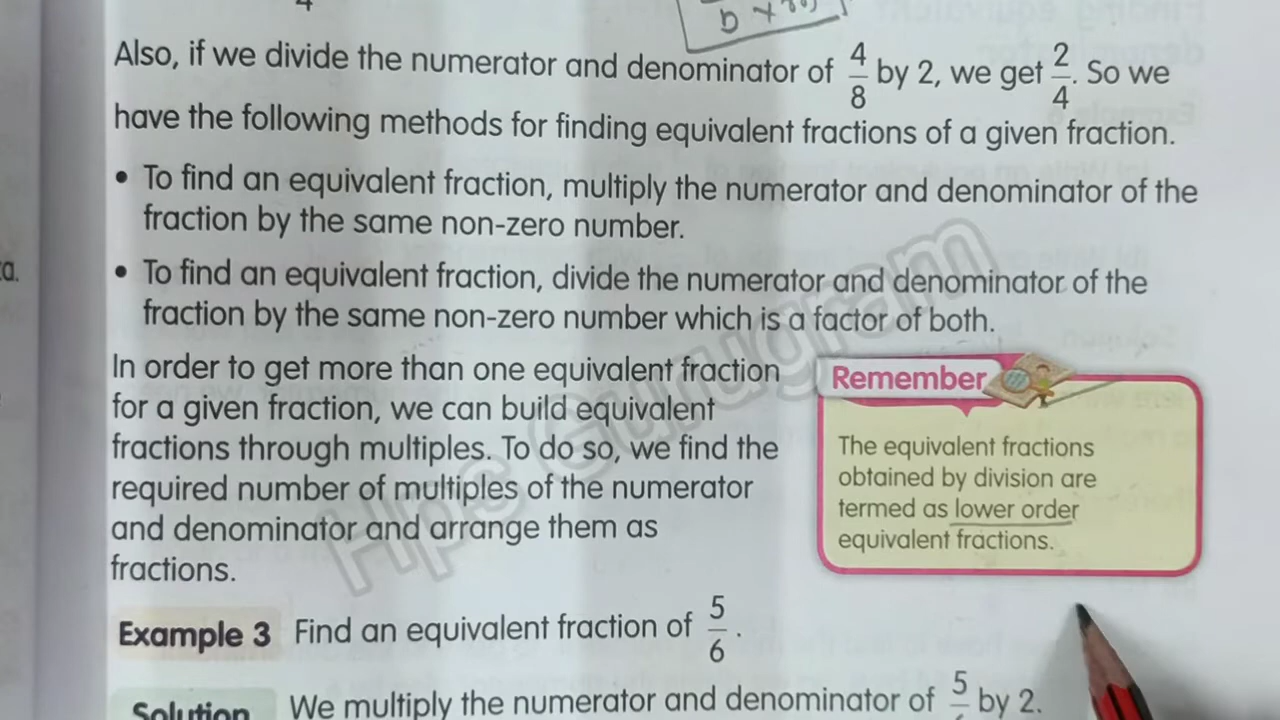 4
b ×
Also, if we divide the numerator and denominator of 4/8 by 2, we get 2/4. So we
have the following methods for finding equivalent fractions of a given fraction.
• To find an equivalent fraction, multiply the numerator and denominator of the
fraction by the same non-zero number.
• To find an equivalent fraction, divide the numerator and denominator of the
fraction by the same non-zero number which is a factor of both.
In order to get more than one equivalent fraction
for a given fraction, we can build equivalent
fractions through multiples. To do so, we find the
required number of multiples of the numerator
and denominator and arrange them as
fractions.
Remember
The equivalent fractions
obtained by division are
termed as lower order
equivalent fractions.
Example 3 Find an equivalent fraction of 5/6.
Solution We multiply the numerator and denominator of 5/6 by 2.
Hps Gurugram